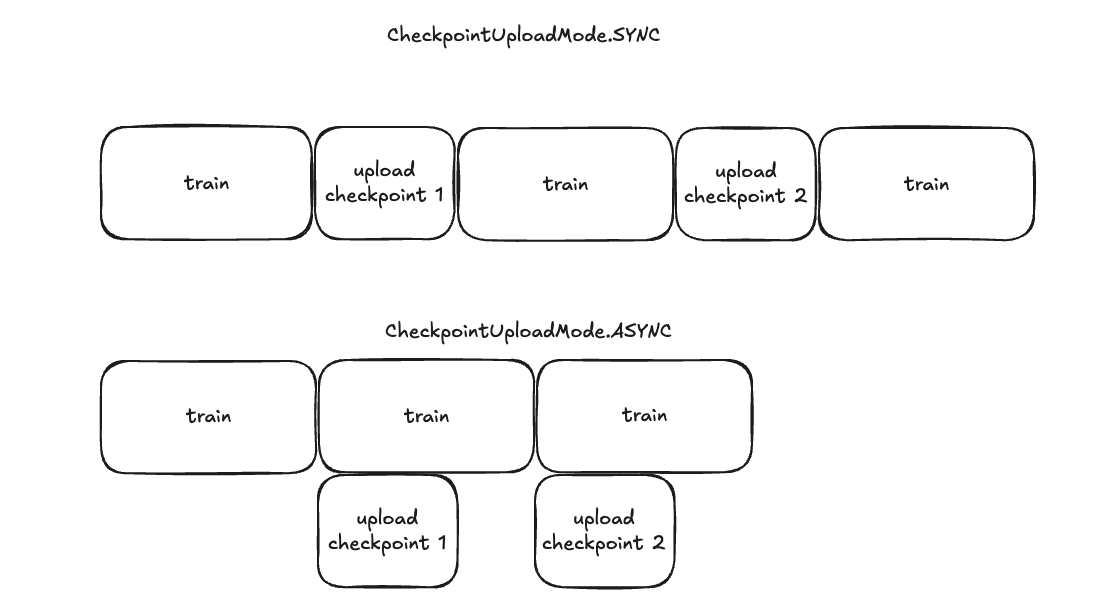 CheckpointUploadMode.SYNC
train
upload
checkpoint 1
train
upload
checkpoint 2
train
CheckpointUploadMode.ASYNC
train
train
train
upload
checkpoint 1
upload
checkpoint 2